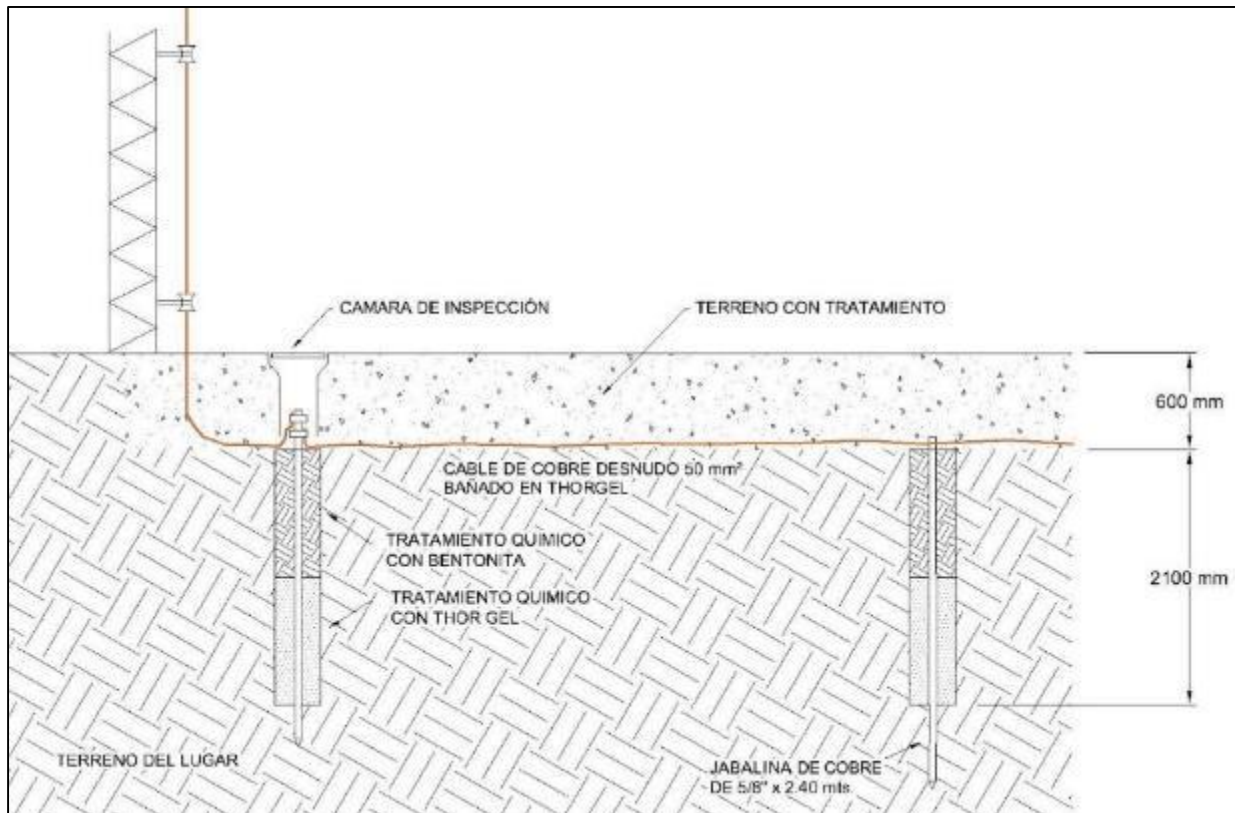 CAMARA DE INSPECCIÓN
TERRENO CON TRATAMIENTO
600 mm
CABLE DE COBRE DESNUDO 50 mm²
BAÑADO EN THORGEL
TRATAMIENTO QUIMICO
CON BENTONITA
2100 mm
TRATAMIENTO QUIMICO
CON THOR GEL
TERRENO DEL LUGAR
JABALINA DE COBRE
DE 5/8" x 2.40 mts.